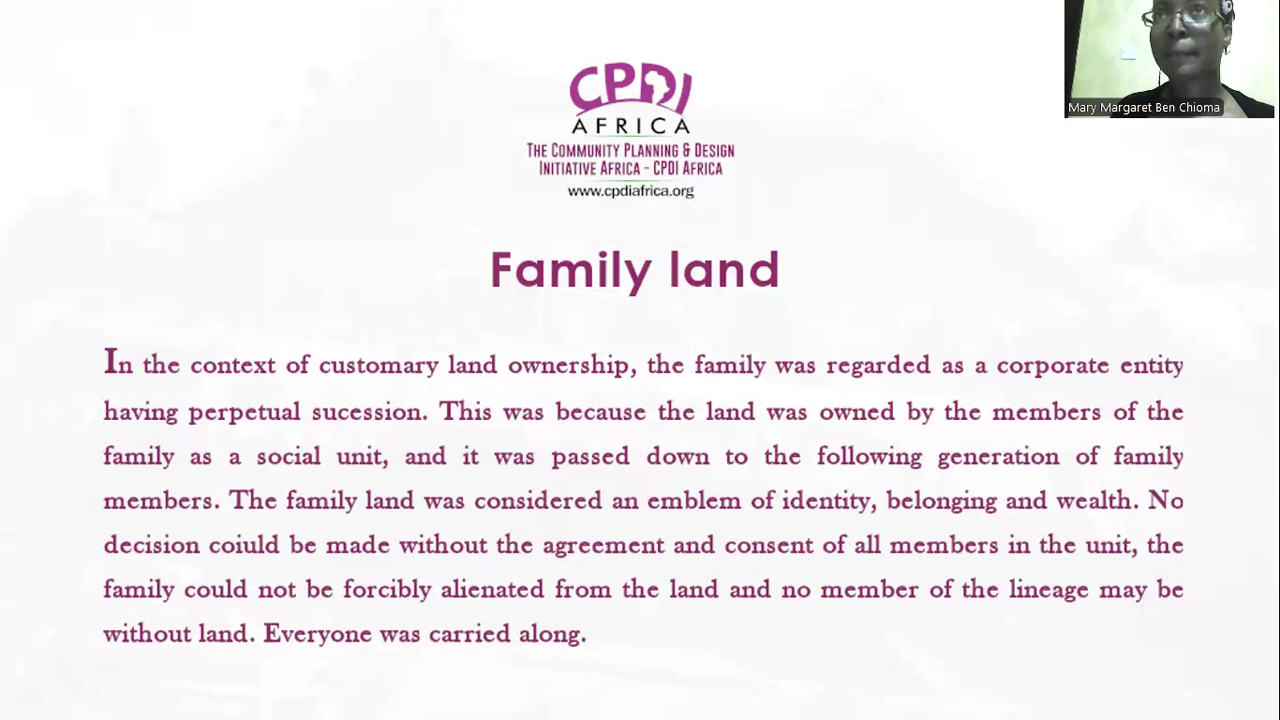 Mary Margaret Ben Chioma
CPDI
AFRICA
THE COMMUNITY PLANNING & DESIGN
INITIATIVE AFRICA - CPDI AFRICA
www.cpdiafrica.org
Family land
In the context of customary land ownership, the family was regarded as a corporate entity
having perpetual sucession. This was because the land was owned by the members of the
family as a social unit, and it was passed down to the following generation of family
members. The family land was considered an emblem of identity, belonging and wealth. No
decision coiuld be made without the agreement and consent of all members in the unit, the
family could not be forcibly alienated from the land and no member of the lineage may be
without land. Everyone was carried along.